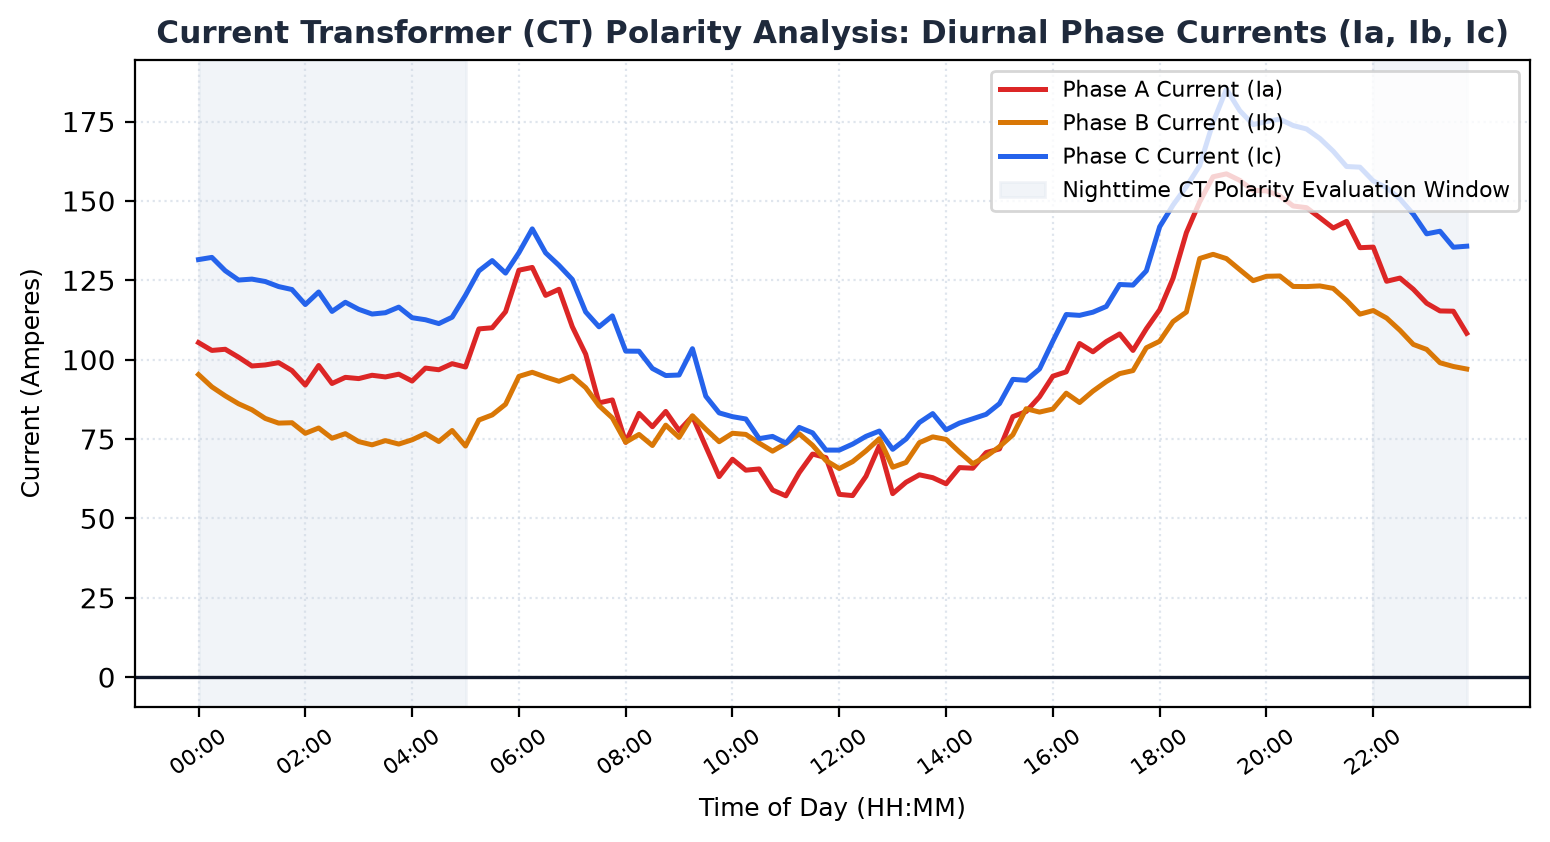 Current Transformer (CT) Polarity Analysis: Diurnal Phase Currents (Ia, Ib, Ic)
Phase A Current (Ia)
Phase B Current (Ib)
Phase C Current (Ic)
Nighttime CT Polarity Evaluation Window
Current (Amperes)
175
150
125
100
75
50
25
0
00:00
02:00
04:00
06:00
08:00
10:00
12:00
14:00
16:00
18:00
20:00
22:00
Time of Day (HH:MM)